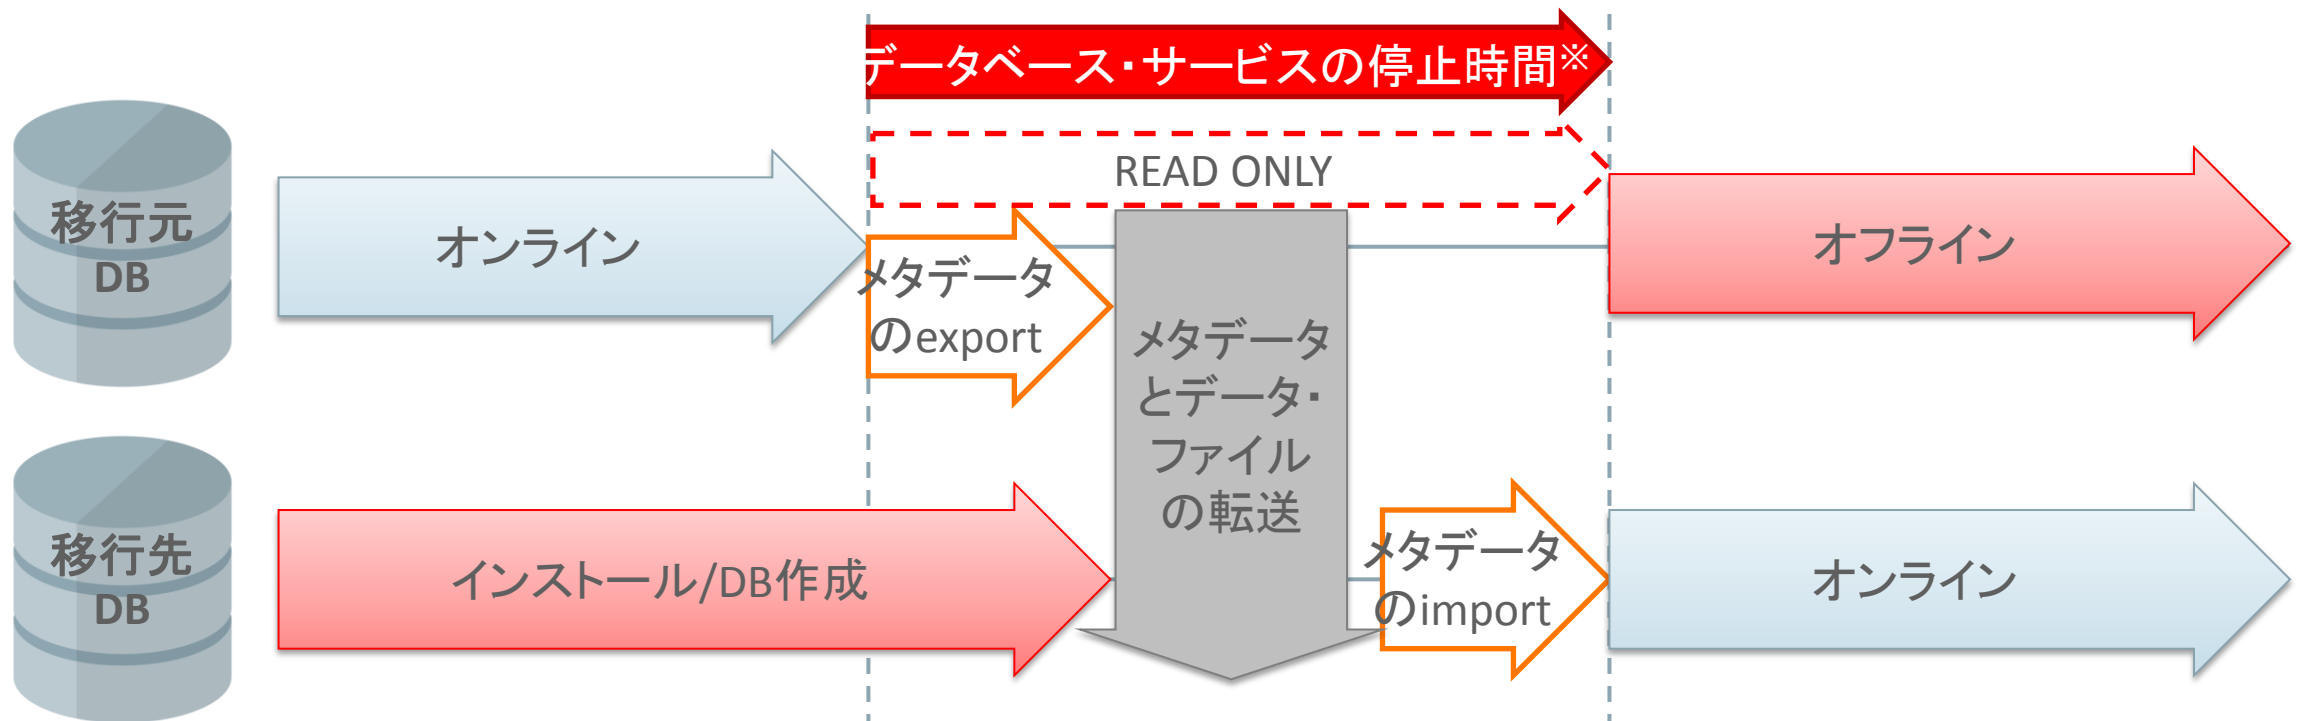 データベース・サービスの停止時間※
READ ONLY
移行元
DB
オンライン
メタデータ
のexport
オフライン
メタデータ
とデータ・
ファイル
の転送
移行先
DB
インストール/DB作成
メタデータ
のimport
オンライン